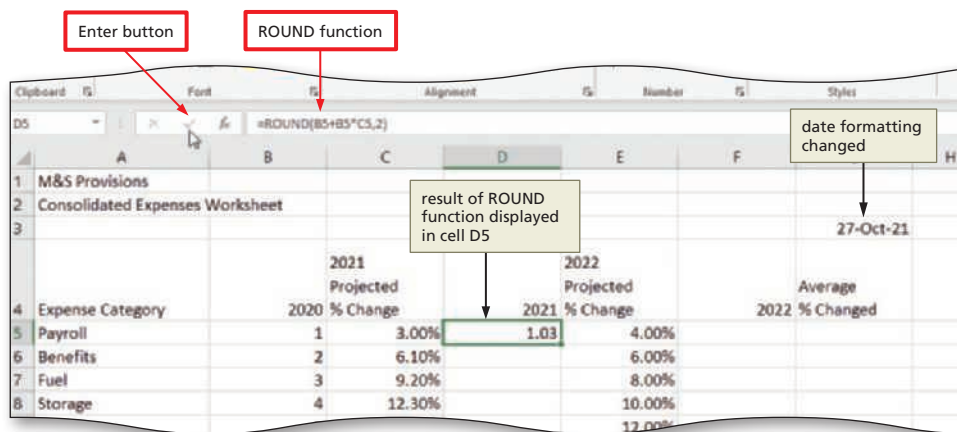 Enter button
ROUND function
Clipboard Font Alignment Number Styles
D5 fx =ROUND(B5+B5*C5,2)
date formatting
changed
A B C D E F H
1 M&S Provisions
2 Consolidated Expenses Worksheet
result of ROUND
function displayed
in cell D5
3 27-Oct-21
2021 2022
Projected Projected Average
4 Expense Category 2020 % Change 2021 % Change 2022 % Changed
5 Payroll 1 3.00% 1.03 4.00%
6 Benefits 2 6.10% 6.00%
7 Fuel 3 9.20% 8.00%
8 Storage 4 12.30% 10.00%
12.00%